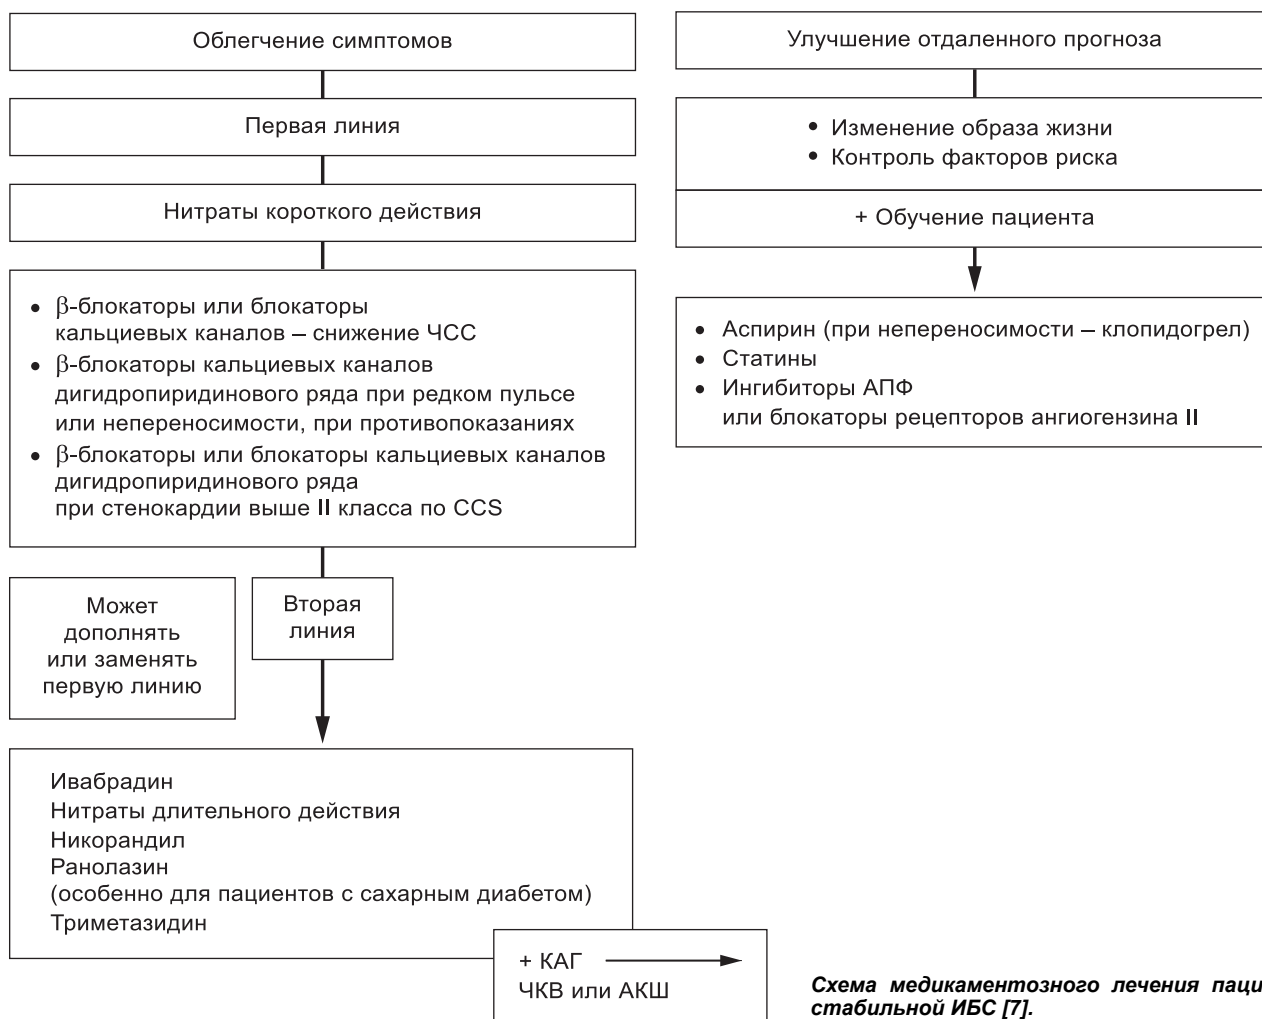 Облегчение симптомов
Первая линия
Нитраты короткого действия
• β-блокаторы или блокаторы
кальциевых каналов – снижение ЧСС
• β-блокаторы кальциевых каналов
дигидропиридинового ряда при редком пульсе
или непереносимости, при противопоказаниях
• β-блокаторы или блокаторы кальциевых каналов
дигидропиридинового ряда
при стенокардии выше II класса по CCS
Может
дополнять
или заменять
первую линию
Вторая
линия
Ивабрадин
Нитраты длительного действия
Никорандил
Ранолазин
(особенно для пациентов с сахарным диабетом)
Триметазидин
+ КАГ
ЧКВ или АКШ
Улучшение отдаленного прогноза
• Изменение образа жизни
• Контроль факторов риска
+ Обучение пациента
• Аспирин (при непереносимости – клопидогрел)
• Статины
• Ингибиторы АПФ
или блокаторы рецепторов ангиогензина II
Схема медикаментозного лечения паци
стабильной ИБС [7].